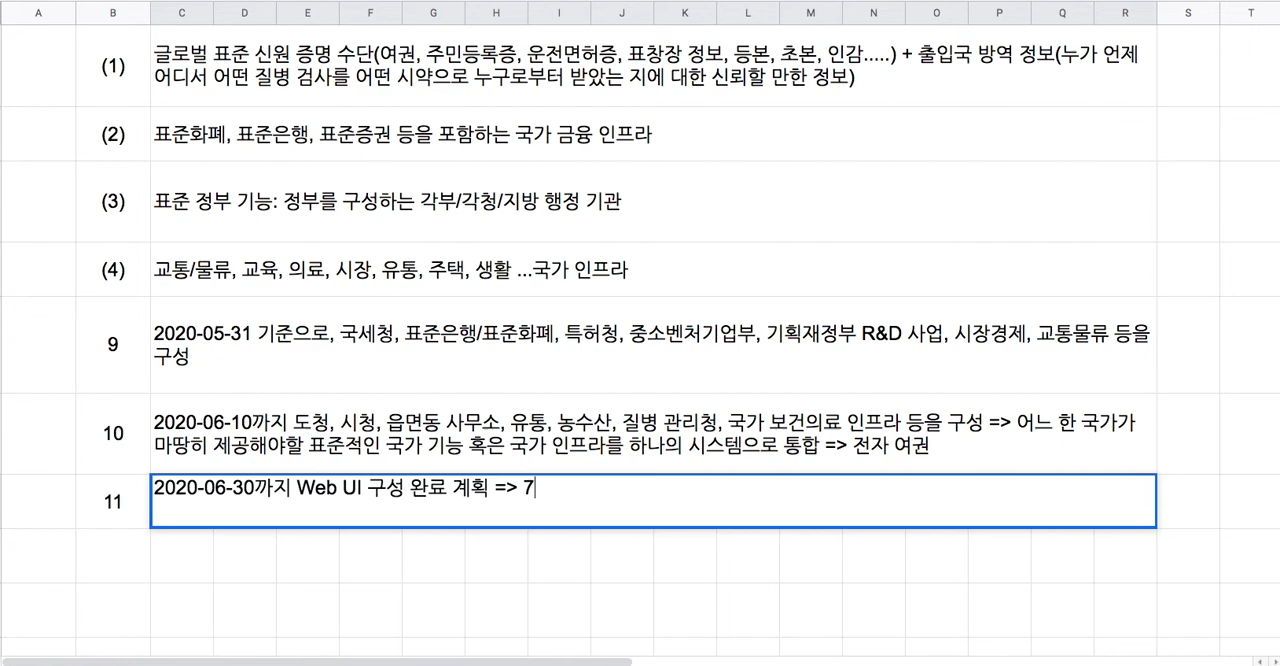 A B C D E F G H I J K L M N O P Q R S T
(1) 글로벌 표준 신원 증명 수단(여권, 주민등록증, 운전면허증, 표창장 정보, 등본, 초본, 인감.....) + 출입국 방역 정보(누가 언제
어디서 어떤 질병 검사를 어떤 시약으로 누구로부터 받았는 지에 대한 신뢰할 만한 정보)
(2) 표준화폐, 표준은행, 표준증권 등을 포함하는 국가 금융 인프라
(3) 표준 정부 기능: 정부를 구성하는 각부/각청/지방 행정 기관
(4) 교통/물류, 교육, 의료, 시장, 유통, 주택, 생활 ...국가 인프라
9 2020-05-31 기준으로, 국세청, 표준은행/표준화폐, 특허청, 중소벤처기업부, 기획재정부 R&D 사업, 시장경제, 교통물류 등을
구성
10 2020-06-10까지 도청, 시청, 읍면동 사무소, 유통, 농수산, 질병 관리청, 국가 보건의료 인프라 등을 구성 => 어느 한 국가가
마땅히 제공해야할 표준적인 국가 기능 혹은 국가 인프라를 하나의 시스템으로 통합 => 전자 여권
11 2020-06-30까지 Web UI 구성 완료 계획 => 7